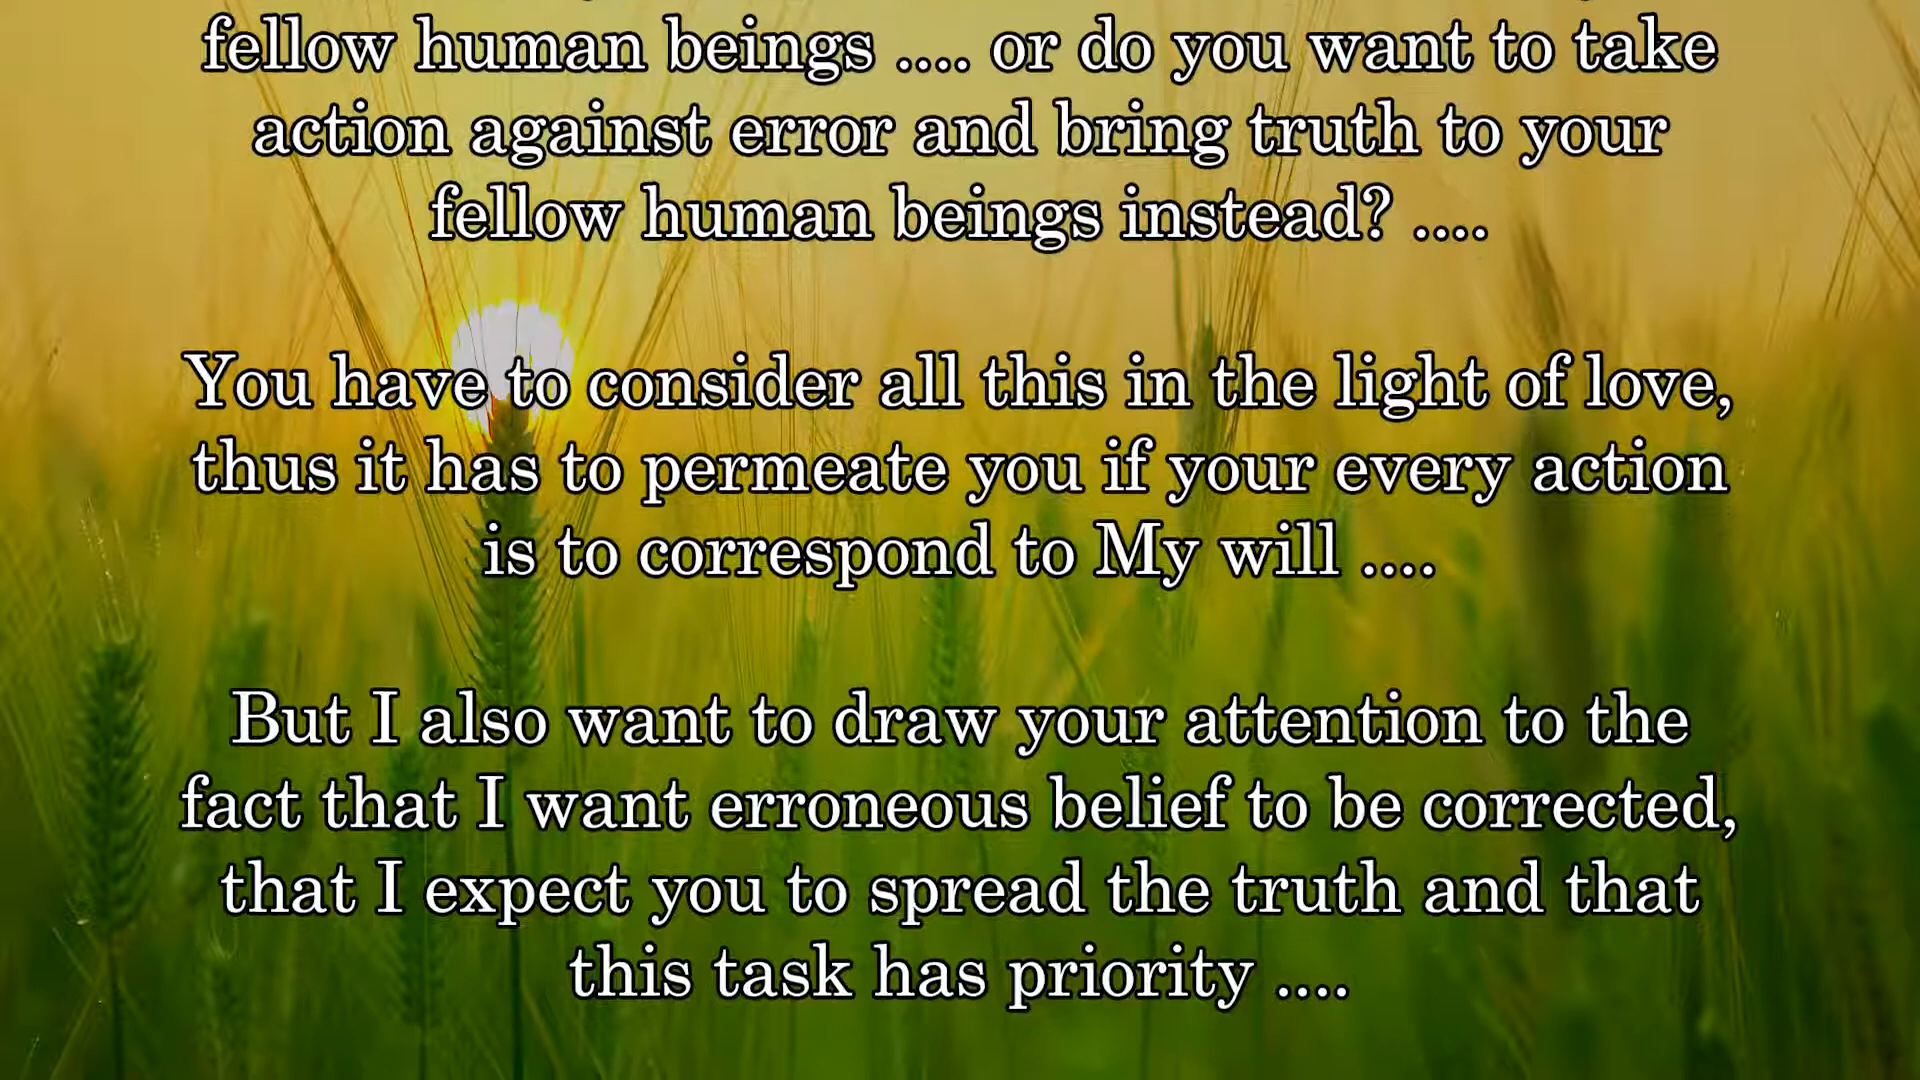 fellow human beings .... or do you want to take
action against error and bring truth to your
fellow human beings instead? ....
You have to consider all this in the light of love,
thus it has to permeate you if your every action
is to correspond to My will ....
But I also want to draw your attention to the
fact that I want erroneous belief to be corrected,
that I expect you to spread the truth and that
this task has priority ....